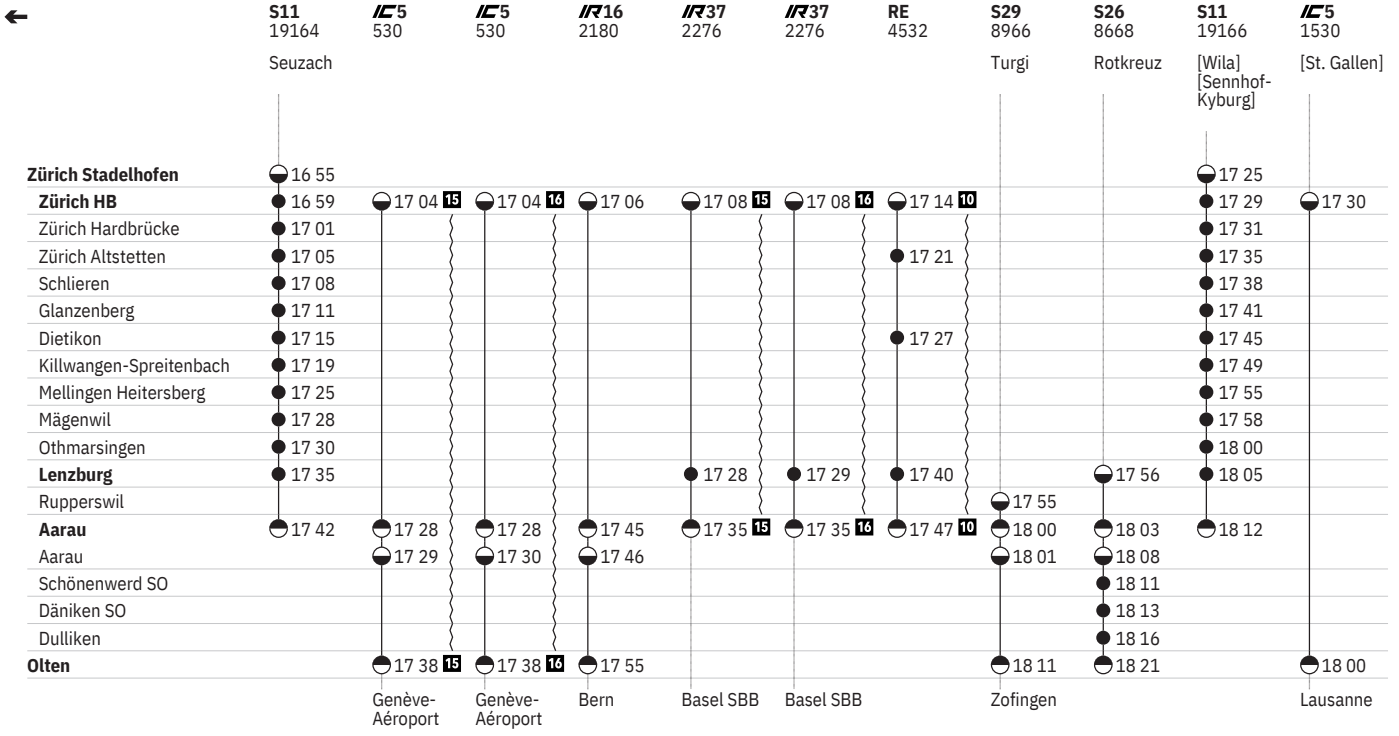 S11 IC5 IC5 IR16 IR37 IR37 RE S29 S26 S11 IC5
19164 530 530 2180 2276 2276 4532 8966 8668 19166 1530
Seuzach Turgi Rotkreuz [Wila] [St. Gallen]
[Sennhof-
Kyburg]
Zürich Stadelhofen 16 55 17 25
Zürich HB 16 59 17 04 15 17 04 16 17 06 17 08 15 17 08 16 17 14 10 17 29 17 30
Zürich Hardbrücke 17 01 17 31
Zürich Altstetten 17 05 17 21 17 35
Schlieren 17 08 17 38
Glanzenberg 17 11 17 41
Dietikon 17 15 17 27 17 45
Killwangen-Spreitenbach 17 19 17 49
Mellingen Heitersberg 17 25 17 55
Mägenwil 17 28 17 58
Othmarsingen 17 30 18 00
Lenzburg 17 35 17 28 17 29 17 40 17 56 18 05
Rupperswil 17 55
Aarau 17 42 17 28 17 28 17 45 17 35 15 17 35 16 17 47 10 18 00 18 03 18 12
Aarau 17 29 17 30 17 46 18 01 18 08
Schönenwerd SO 18 11
Däniken SO 18 13
Dulliken 18 16
Olten 17 38 15 17 38 16 17 55 18 11 18 21 18 00
Genève- Genève- Bern Basel SBB Basel SBB Zofingen Lausanne
Aéroport Aéroport